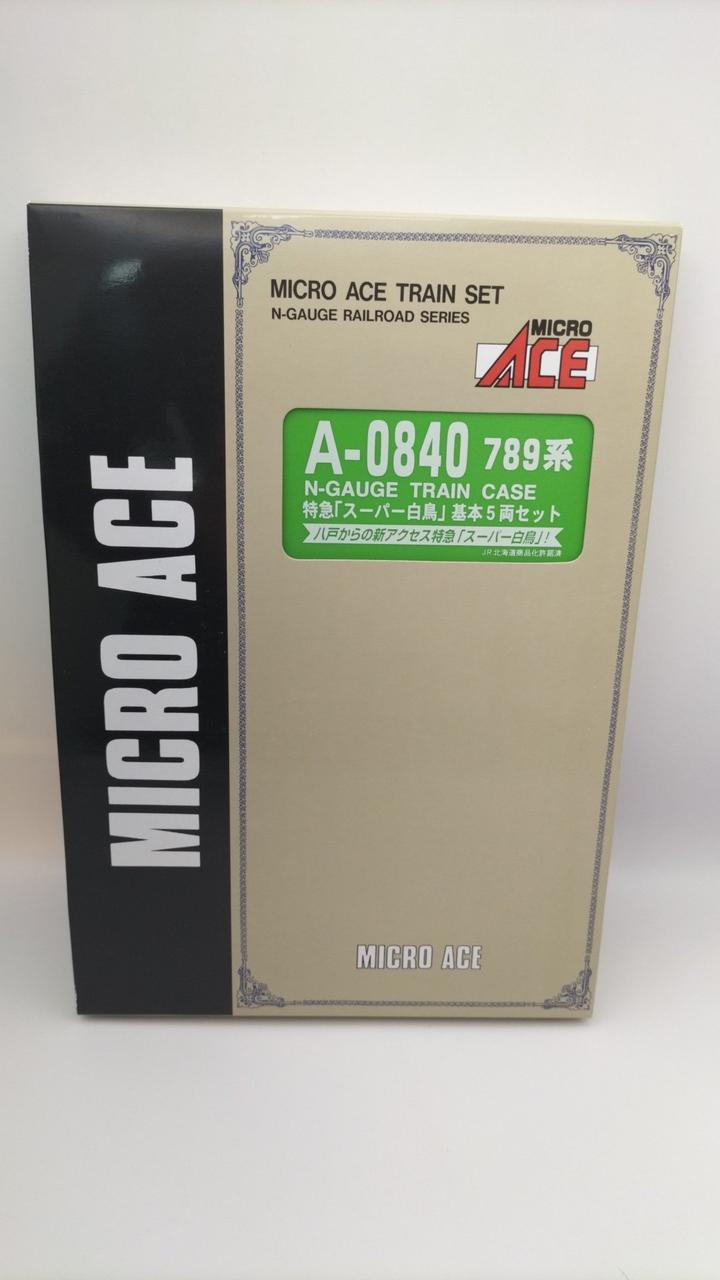 MICRO ACE
MICRO ACE TRAIN SET
N-GAUGE RAILROAD SERIES
MICRO
ACE
A-0840 789系
N-GAUGE TRAIN CASE
特急「スーパー白鳥」基本5両セット
八戸からの新アクセス特急「スーパー白鳥」!
JR北海道商品化許諾済
MICRO ACE